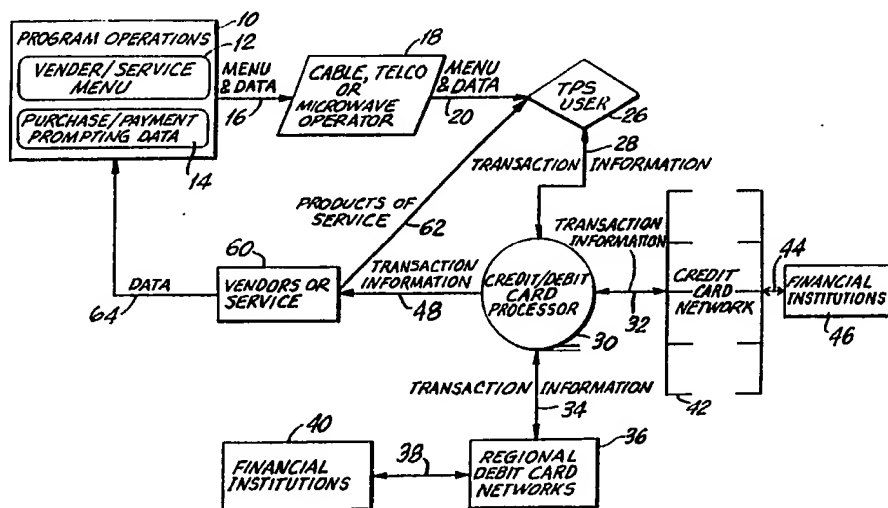 10
PROGRAM OPERATIONS
12
VENDER/SERVICE
MENU
PURCHASE/PAYMENT
PROMPTING DATA
14
MENU
& DATA
16
18
CABLE, TELCO
OR
MICROWAVE
OPERATOR
MENU
& DATA
20
TPS
USER
26
28
TRANSACTION INFORMATION
PRODUCTS OF
SERVICE
62
TRANSACTION
INFORMATION
32
60
VENDORS OR
SERVICE
DATA
64
TRANSACTION
INFORMATION
48
CREDIT/DEBIT
CARD
PROCESSOR
30
CREDIT
CARD
NETWORK
42
44
FINANCIAL
INSTITUTIONS
46
TRANSACTION INFORMATION
34
40
FINANCIAL
INSTITUTIONS
38
36
REGIONAL
DEBIT CARD
NETWORKS